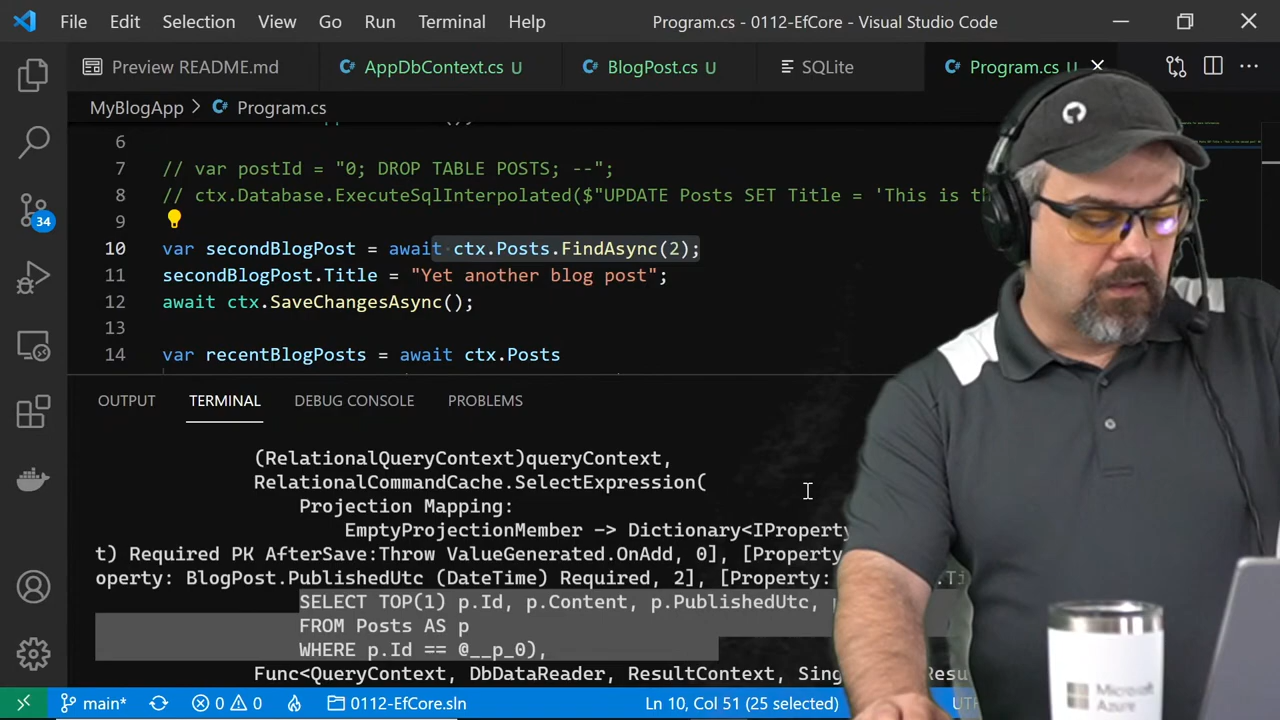 File Edit Selection View Go Run Terminal Help Program.cs - 0112-EfCore - Visual Studio Code
Preview README.md AppDbContext.cs U BlogPost.cs U SQLite Program.cs U
MyBlogApp > Program.cs
6
7 // var postId = "0; DROP TABLE POSTS; --";
8 // ctx.Database.ExecuteSqlInterpolated($"UPDATE Posts SET Title = 'This is th
9
10 var secondBlogPost = await ctx.Posts.FindAsync(2);
11 secondBlogPost.Title = "Yet another blog post";
12 await ctx.SaveChangesAsync();
13
14 var recentBlogPosts = await ctx.Posts
34
OUTPUT TERMINAL DEBUG CONSOLE PROBLEMS
(RelationalQueryContext)queryContext,
RelationalCommandCache.SelectExpression(
Projection Mapping:
EmptyProjectionMember -> Dictionary<IProperty
t) Required PK AfterSave:Throw ValueGenerated.OnAdd, 0], [Property
operty: BlogPost.PublishedUtc (DateTime) Required, 2], [Property:
SELECT TOP(1) p.Id, p.Content, p.PublishedUtc,
FROM Posts AS p
WHERE p.Id == @__p_0),
Func<QueryContext, DbDataReader, ResultContext, Sing
main* 0 0 0112-EfCore.sln Ln 10, Col 51 (25 selected)
Microsoft
Azure